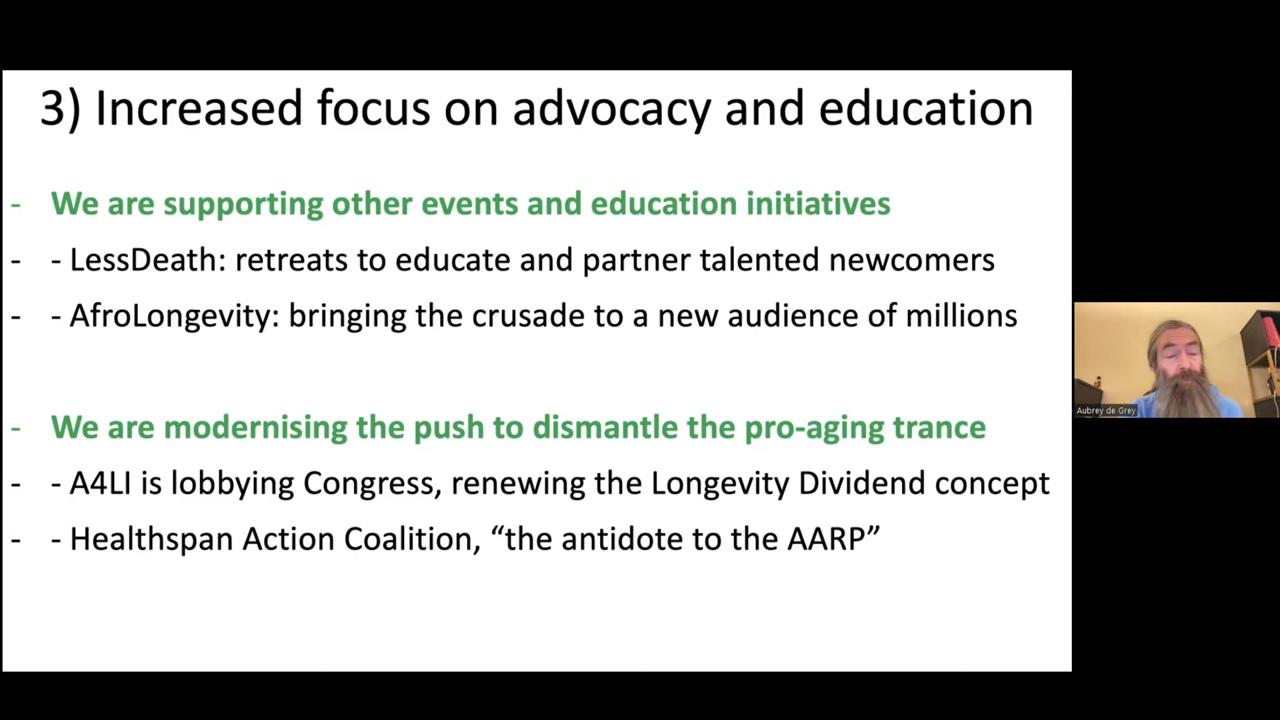 3) Increased focus on advocacy and education
- We are supporting other events and education initiatives
- - LessDeath: retreats to educate and partner talented newcomers
- - AfroLongevity: bringing the crusade to a new audience of millions
- We are modernising the push to dismantle the pro-aging trance
- - A4LI is lobbying Congress, renewing the Longevity Dividend concept
- - Healthspan Action Coalition, “the antidote to the AARP”
Aubrey de Grey